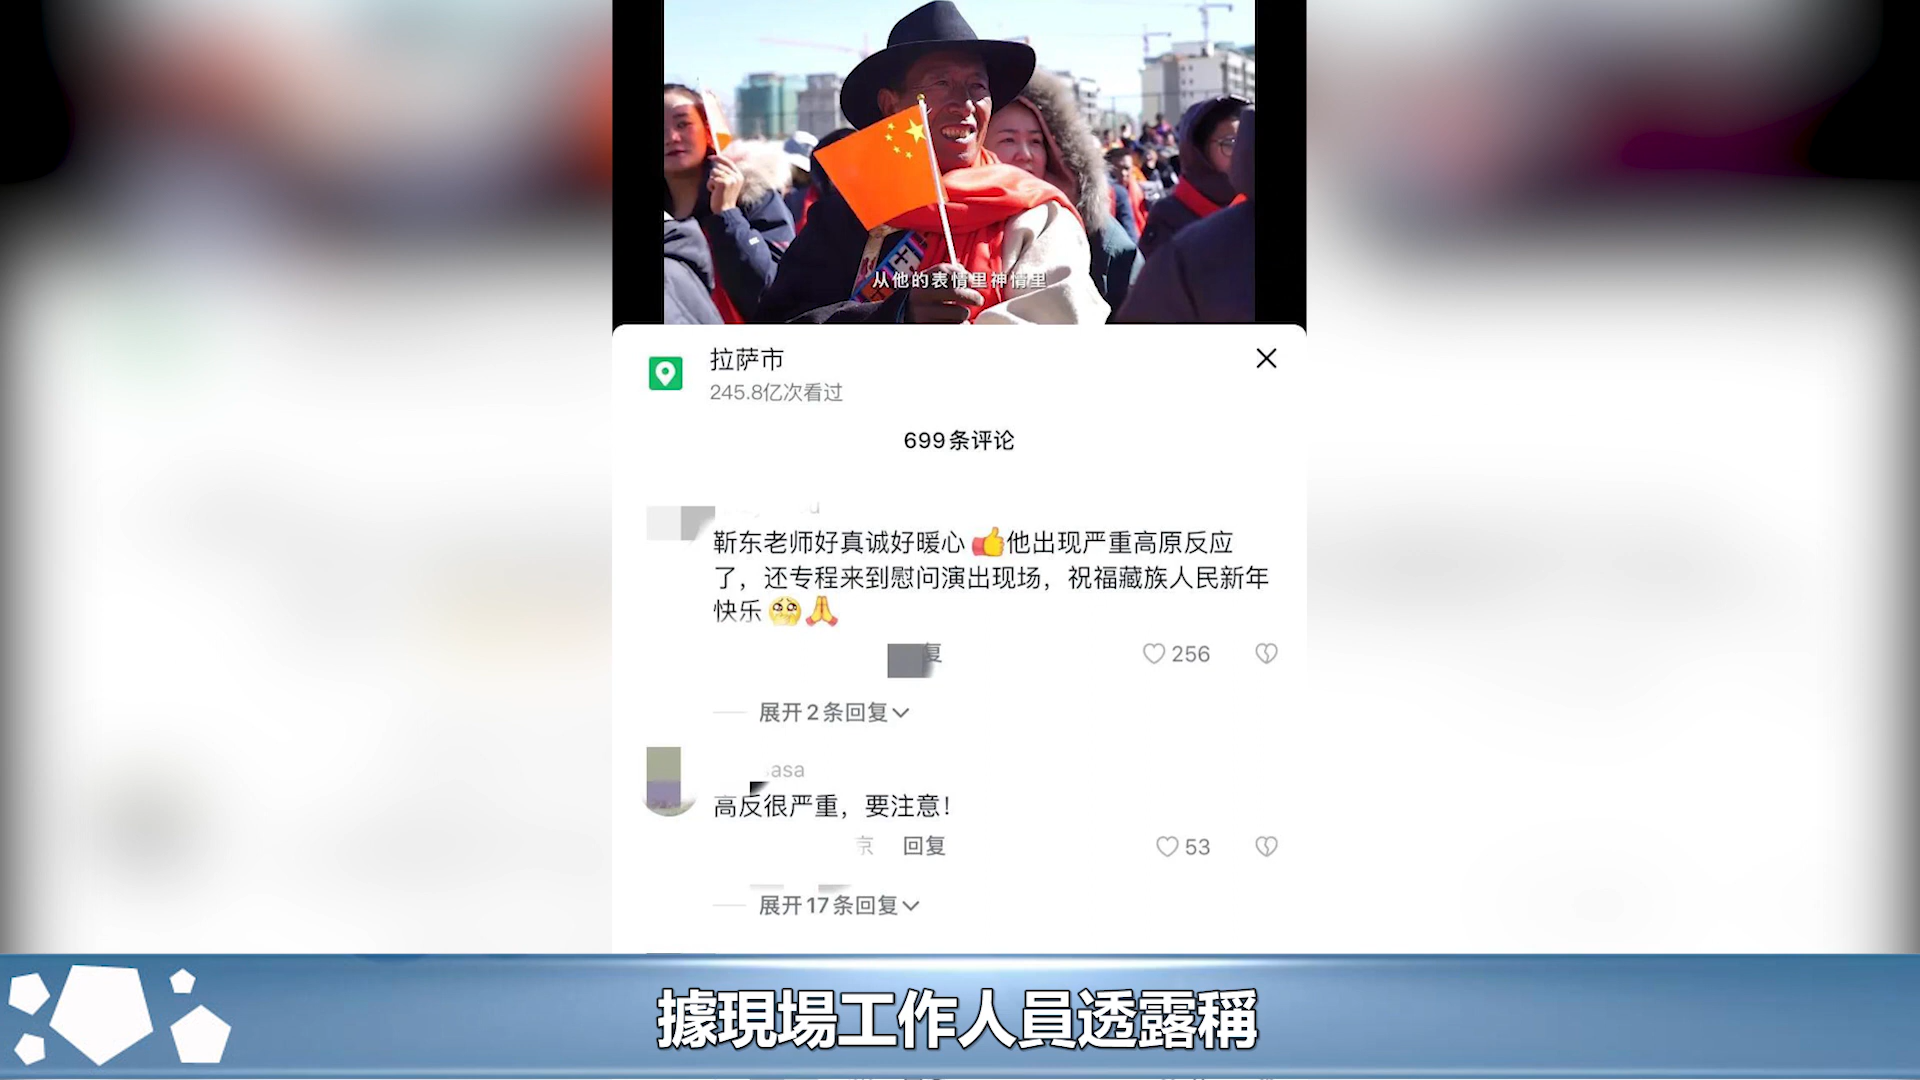 从他的表情里神情里
拉萨市
245.8亿次看过
699条评论
靳东老师好真诚好暖心 👍他出现严重高原反应
了，还专程来到慰问演出现场，祝福藏族人民新年
快乐🥹🙏
复
256
展开2条回复
asa
高反很严重，要注意！
京 回复
53
展开17条回复
據現場工作人員透露稱